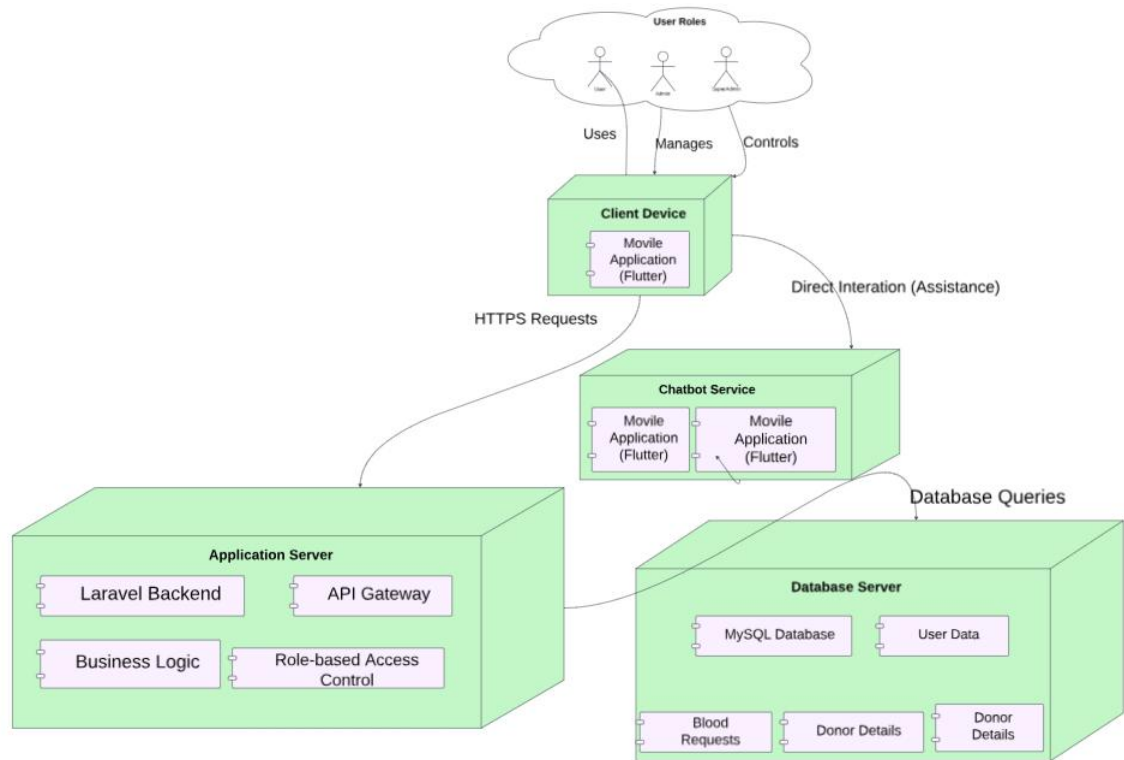 User Roles
User
Admin
SuperAdmin
Uses
Manages
Controls
Client Device
Movile
Application
(Flutter)
Direct Interation (Assistance)
HTTPS Requests
Chatbot Service
Movile
Application
(Flutter)
Movile
Application
(Flutter)
Database Queries
Application Server
Laravel Backend
API Gateway
Business Logic
Role-based Access
Control
Database Server
MySQL Database
User Data
Blood
Requests
Donor Details
Donor
Details